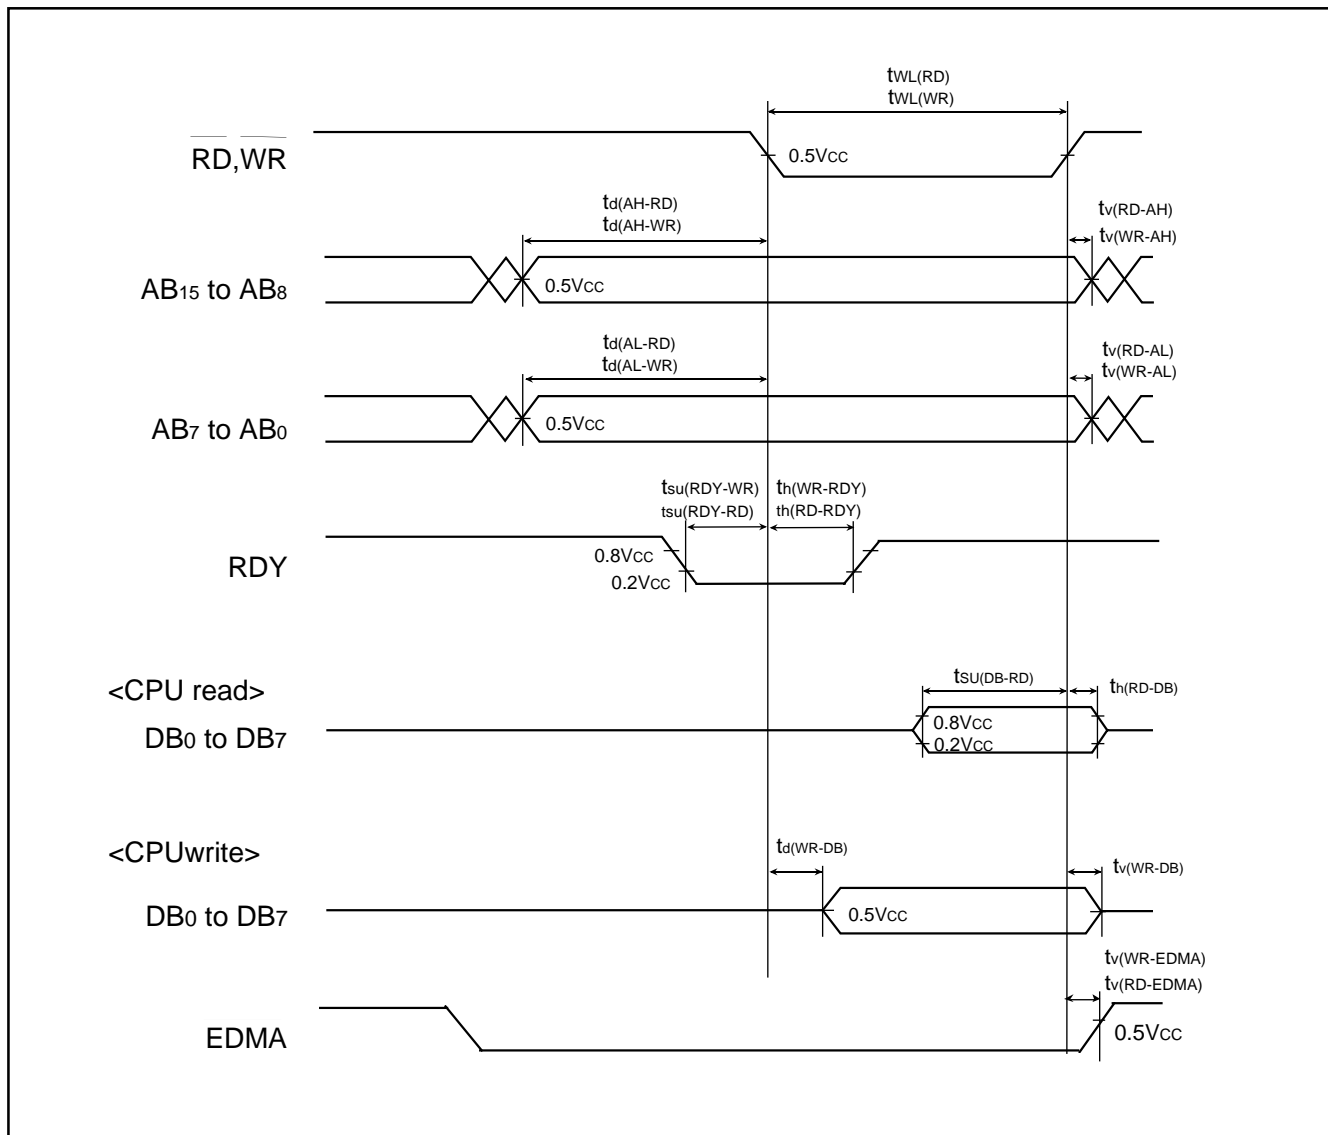 tWL(RD)
tWL(WR)
RD,WR
0.5VCC
td(AH-RD)
td(AH-WR)
tv(RD-AH)
tv(WR-AH)
AB15 to AB8
0.5VCC
td(AL-RD)
td(AL-WR)
tv(RD-AL)
tv(WR-AL)
AB7 to AB0
0.5VCC
tsu(RDY-WR) th(WR-RDY)
tsu(RDY-RD) th(RD-RDY)
RDY
0.8VCC
0.2VCC
<CPU read>
tSU(DB-RD) th(RD-DB)
DB0 to DB7
0.8VCC
0.2VCC
<CPUwrite>
td(WR-DB) tv(WR-DB)
DB0 to DB7
0.5VCC
tv(WR-EDMA)
tv(RD-EDMA)
EDMA
0.5VCC